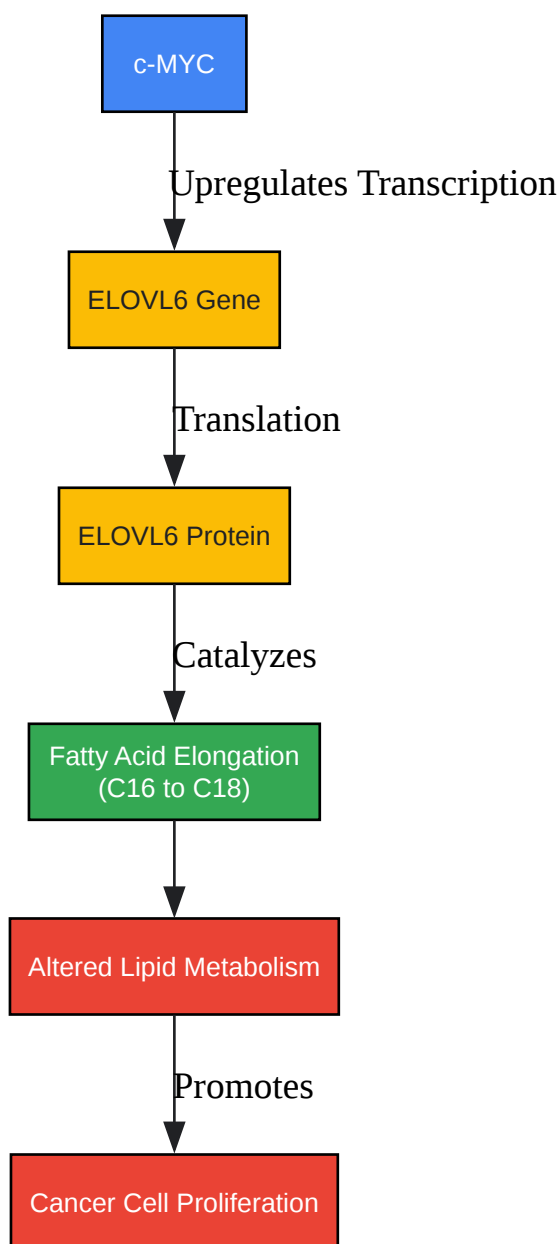 c-MYC
Upregulates Transcription
ELOVL6 Gene
Translation
ELOVL6 Protein
Catalyzes
Fatty Acid Elongation
(C16 to C18)
Altered Lipid Metabolism
Promotes
Cancer Cell Proliferation